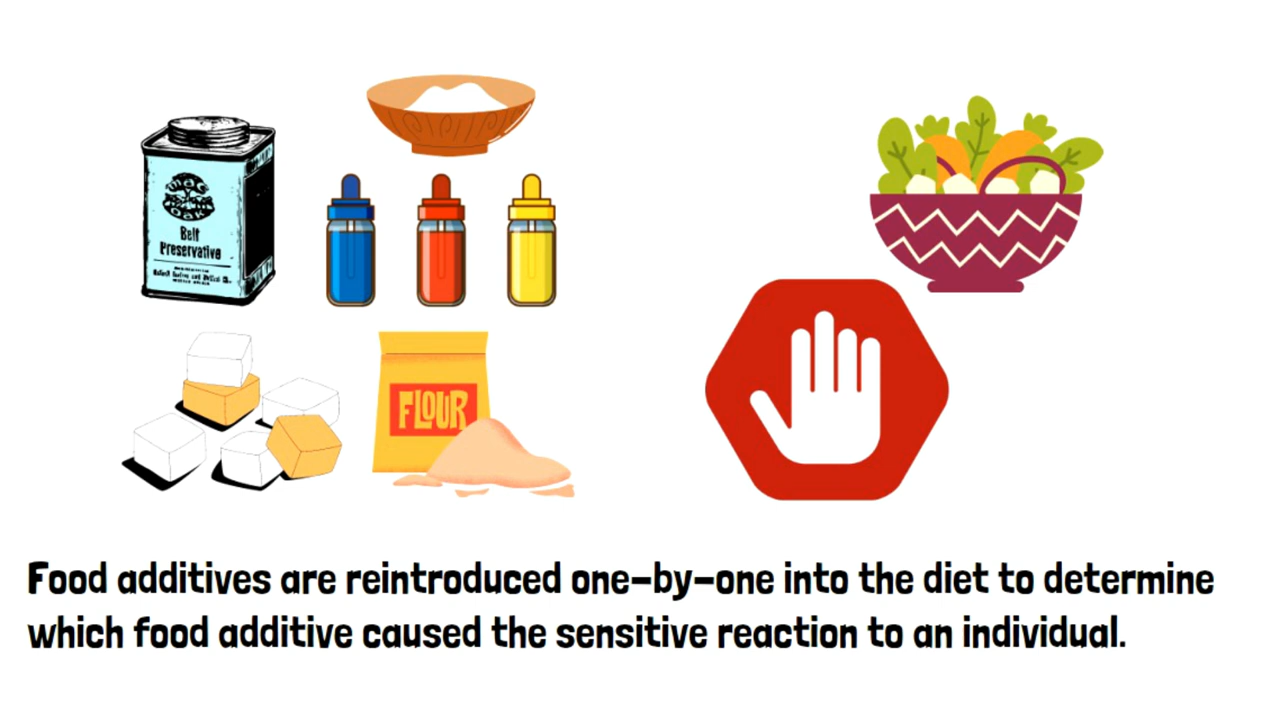 Belt
Preservative
FLOUR
Food additives are reintroduced one-by-one into the diet to determine
which food additive caused the sensitive reaction to an individual.